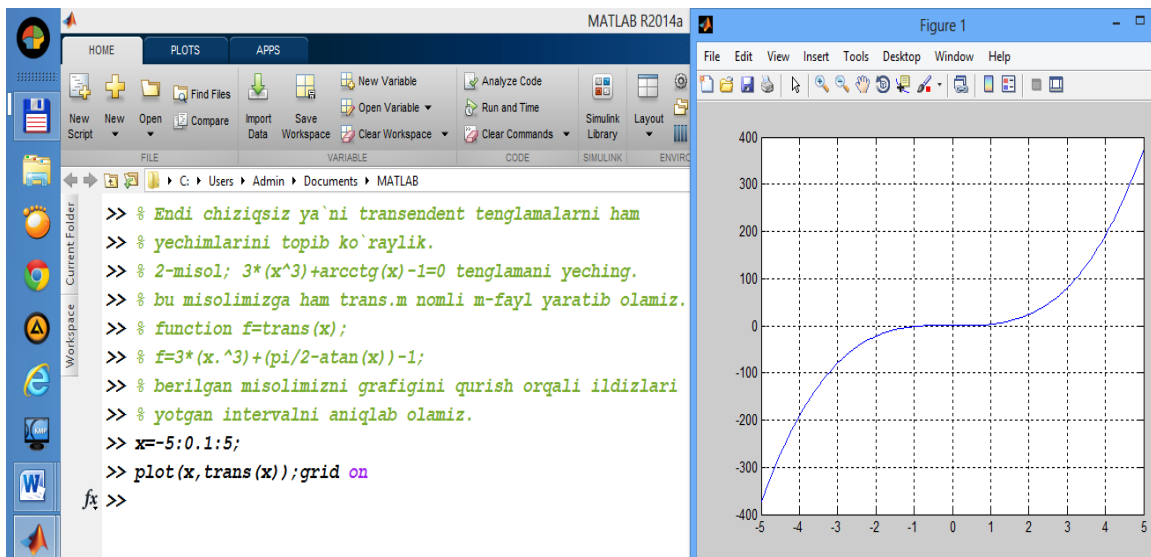 MATLAB R2014a
HOME PLOTS APPS
New Script
New
Open
Find Files
Compare
FILE
Import Data
Save Workspace
New Variable
Open Variable
Clear Workspace
VARIABLE
Analyze Code
Run and Time
Clear Commands
CODE
Simulink Library
SIMULINK
Layout
ENVIRO
C: Users Admin Documents MATLAB
Current Folder
Workspace
>> % Endi chiziqsiz ya`ni transendent tenglamalarni ham
>> % yechimlarini topib ko`raylik.
>> % 2-misol; 3*(x^3)+arcctg(x)-1=0 tenglamani yeching.
>> % bu misolimizga ham trans.m nomli m-fayl yaratib olamiz.
>> % function f=trans(x);
>> % f=3*(x.^3)+(pi/2-atan(x))-1;
>> % berilgan misolimizni grafigini qurish orqali ildizlari
>> % yotgan intervalni aniqlab olamiz.
>> x=-5:0.1:5;
>> plot(x,trans(x));grid on
fx >>
Figure 1
File Edit View Insert Tools Desktop Window Help
400
300
200
100
0
-100
-200
-300
-400
-5 -4 -3 -2 -1 0 1 2 3 4 5